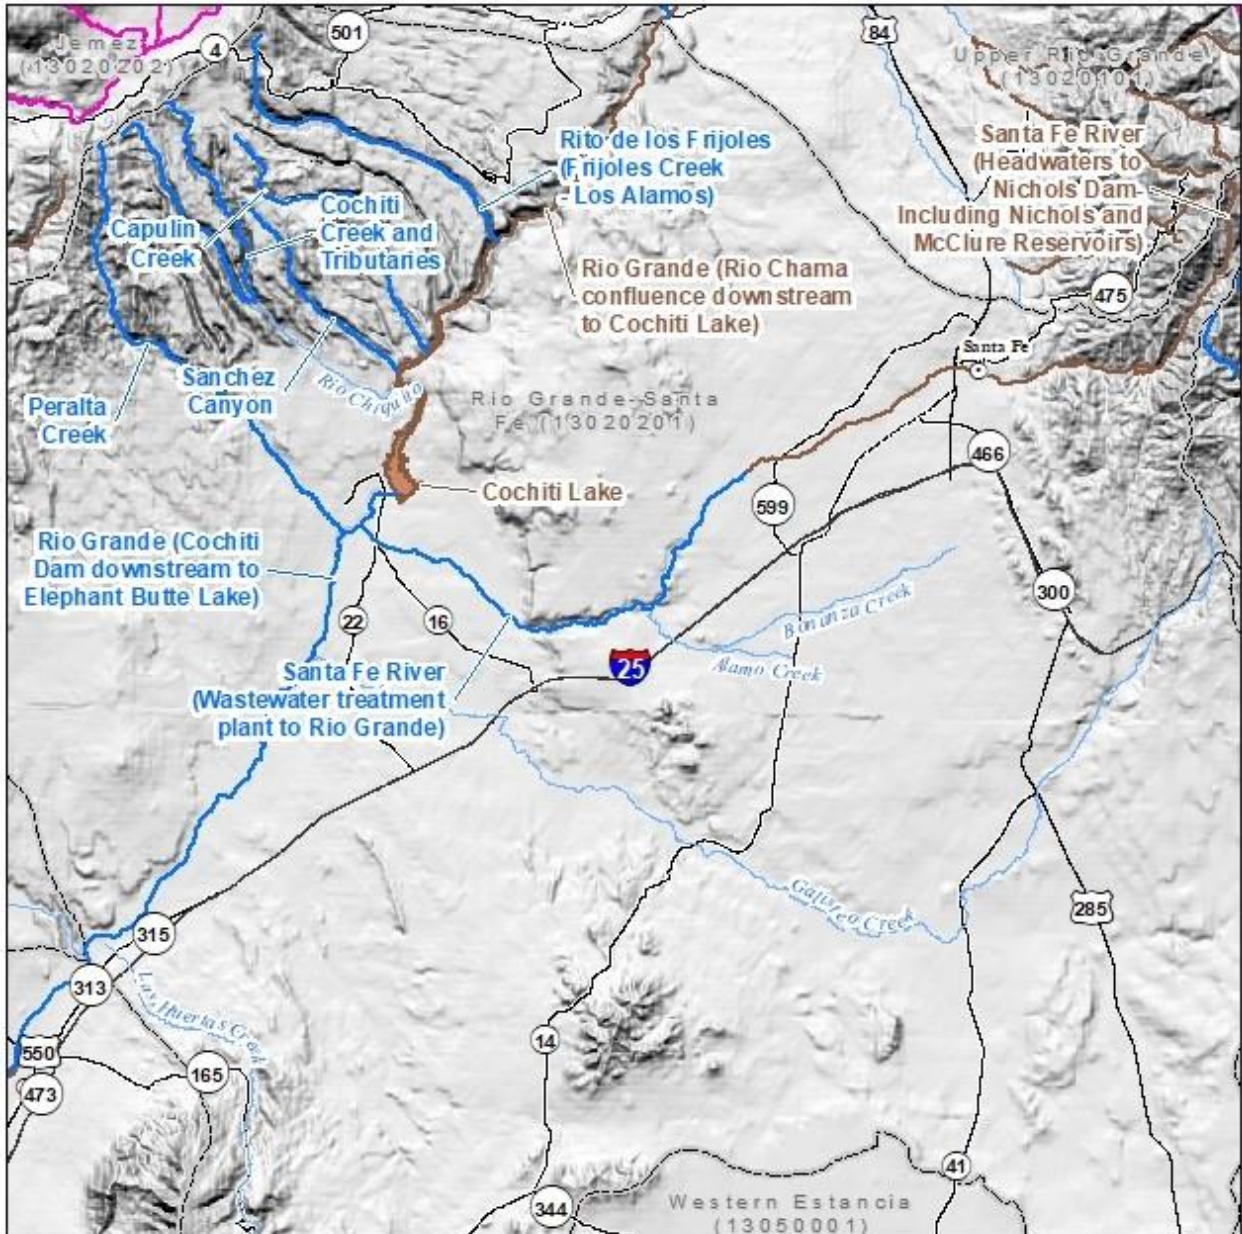 Jemez
(13020202)
4
501
84
Upper Rio Grande
(13020101)
Santa Fe River
(Headwaters to
Nichols Dam-
Including Nichols and
McClure Reservoirs)
Rito de los Frijoles
(Frijoles Creek
- Los Alamos)
Capulin
Creek
Cochiti
Creek and
Tributaries
Rio Grande (Rio Chama
confluence downstream
to Cochiti Lake)
475
Santa Fe
Peralta
Creek
Sanchez
Canyon
Rio Chiquito
Rio Grande-Santa
Fe (13020201)
466
Cochiti Lake
599
Rio Grande (Cochiti
Dam downstream to
Elephant Butte Lake)
22
16
300
Bonanza Creek
Alamo Creek
25
Santa Fe River
(Wastewater treatment
plant to Rio Grande)
Galisteo Creek
285
315
313
Las Huertas Creek
550
165
473
14
41
344
Western Estancia
(13050001)